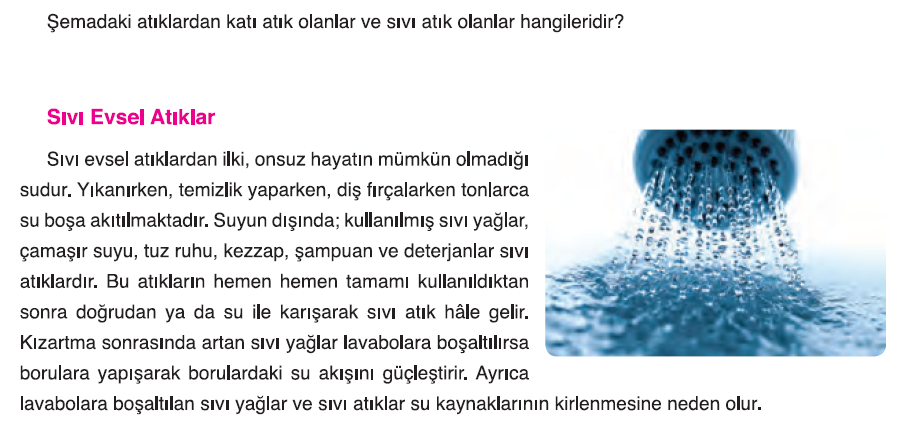 Şemadaki atıklardan katı atık olanlar ve sıvı atık olanlar hangileridir?
Sıvı Evsel Atıklar
Sıvı evsel atıklardan ilki, onsuz hayatın mümkün olmadığı
sudur. Yıkanırken, temizlik yaparken, diş fırçalarken tonlarca
su boşa akıtılmaktadır. Suyun dışında; kullanılmış sıvı yağlar,
çamaşır suyu, tuz ruhu, kezzap, şampuan ve deterjanlar sıvı
atıklardır. Bu atıkların hemen hemen tamamı kullanıldıktan
sonra doğrudan ya da su ile karışarak sıvı atık hâle gelir.
Kızartma sonrasında artan sıvı yağlar lavabolara boşaltılırsa
borulara yapışarak borulardaki su akışını güçleştirir. Ayrıca
lavabolara boşaltılan sıvı yağlar ve sıvı atıklar su kaynaklarının kirlenmesine neden olur.